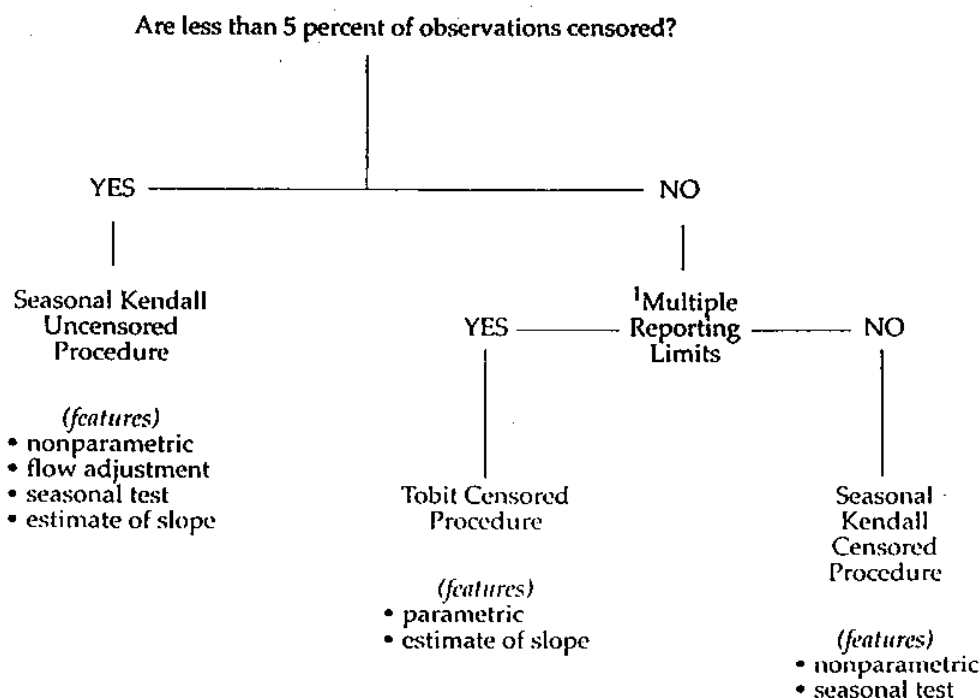 Are less than 5 percent of observations censored?
YES
NO
Seasonal Kendall
Uncensored
Procedure
(features)
• nonparametric
• flow adjustment
• seasonal test
• estimate of slope
¹Multiple
Reporting
Limits
YES
NO
Tobit Censored
Procedure
(features)
• parametric
• estimate of slope
Seasonal
Kendall
Censored
Procedure
(features)
• nonparametric
• seasonal test